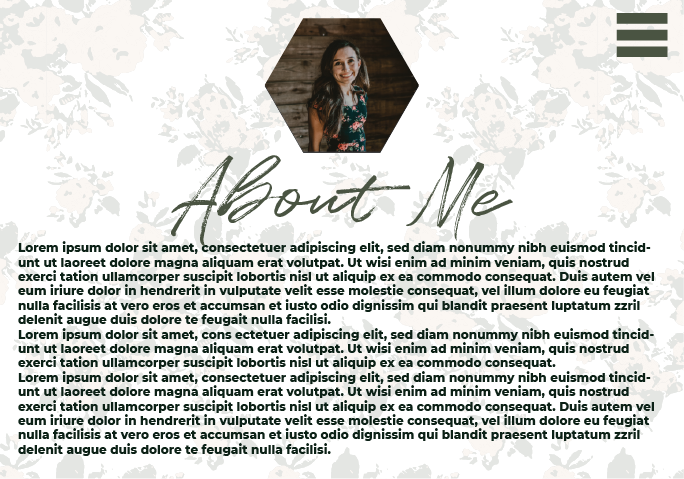 About Me
Lorem ipsum dolor sit amet, consectetuer adipiscing elit, sed diam nonummy nibh euismod tincid-
unt ut laoreet dolore magna aliquam erat volutpat. Ut wisi enim ad minim veniam, quis nostrud
exerci tation ullamcorper suscipit lobortis nisl ut aliquip ex ea commodo consequat. Duis autem vel
eum iriure dolor in hendrerit in vulputate velit esse molestie consequat, vel illum dolore eu feugiat
nulla facilisis at vero eros et accumsan et iusto odio dignissim qui blandit praesent luptatum zzril
delenit augue duis dolore te feugait nulla facilisi.
Lorem ipsum dolor sit amet, cons ectetuer adipiscing elit, sed diam nonummy nibh euismod tincid-
unt ut laoreet dolore magna aliquam erat volutpat. Ut wisi enim ad minim veniam, quis nostrud
exerci tation ullamcorper suscipit lobortis nisl ut aliquip ex ea commodo consequat.
Lorem ipsum dolor sit amet, consectetuer adipiscing elit, sed diam nonummy nibh euismod tincid-
unt ut laoreet dolore magna aliquam erat volutpat. Ut wisi enim ad minim veniam, quis nostrud
exerci tation ullamcorper suscipit lobortis nisl ut aliquip ex ea commodo consequat. Duis autem vel
eum iriure dolor in hendrerit in vulputate velit esse molestie consequat, vel illum dolore eu feugiat
nulla facilisis at vero eros et accumsan et iusto odio dignissim qui blandit praesent luptatum zzril
delenit augue duis dolore te feugait nulla facilisi.